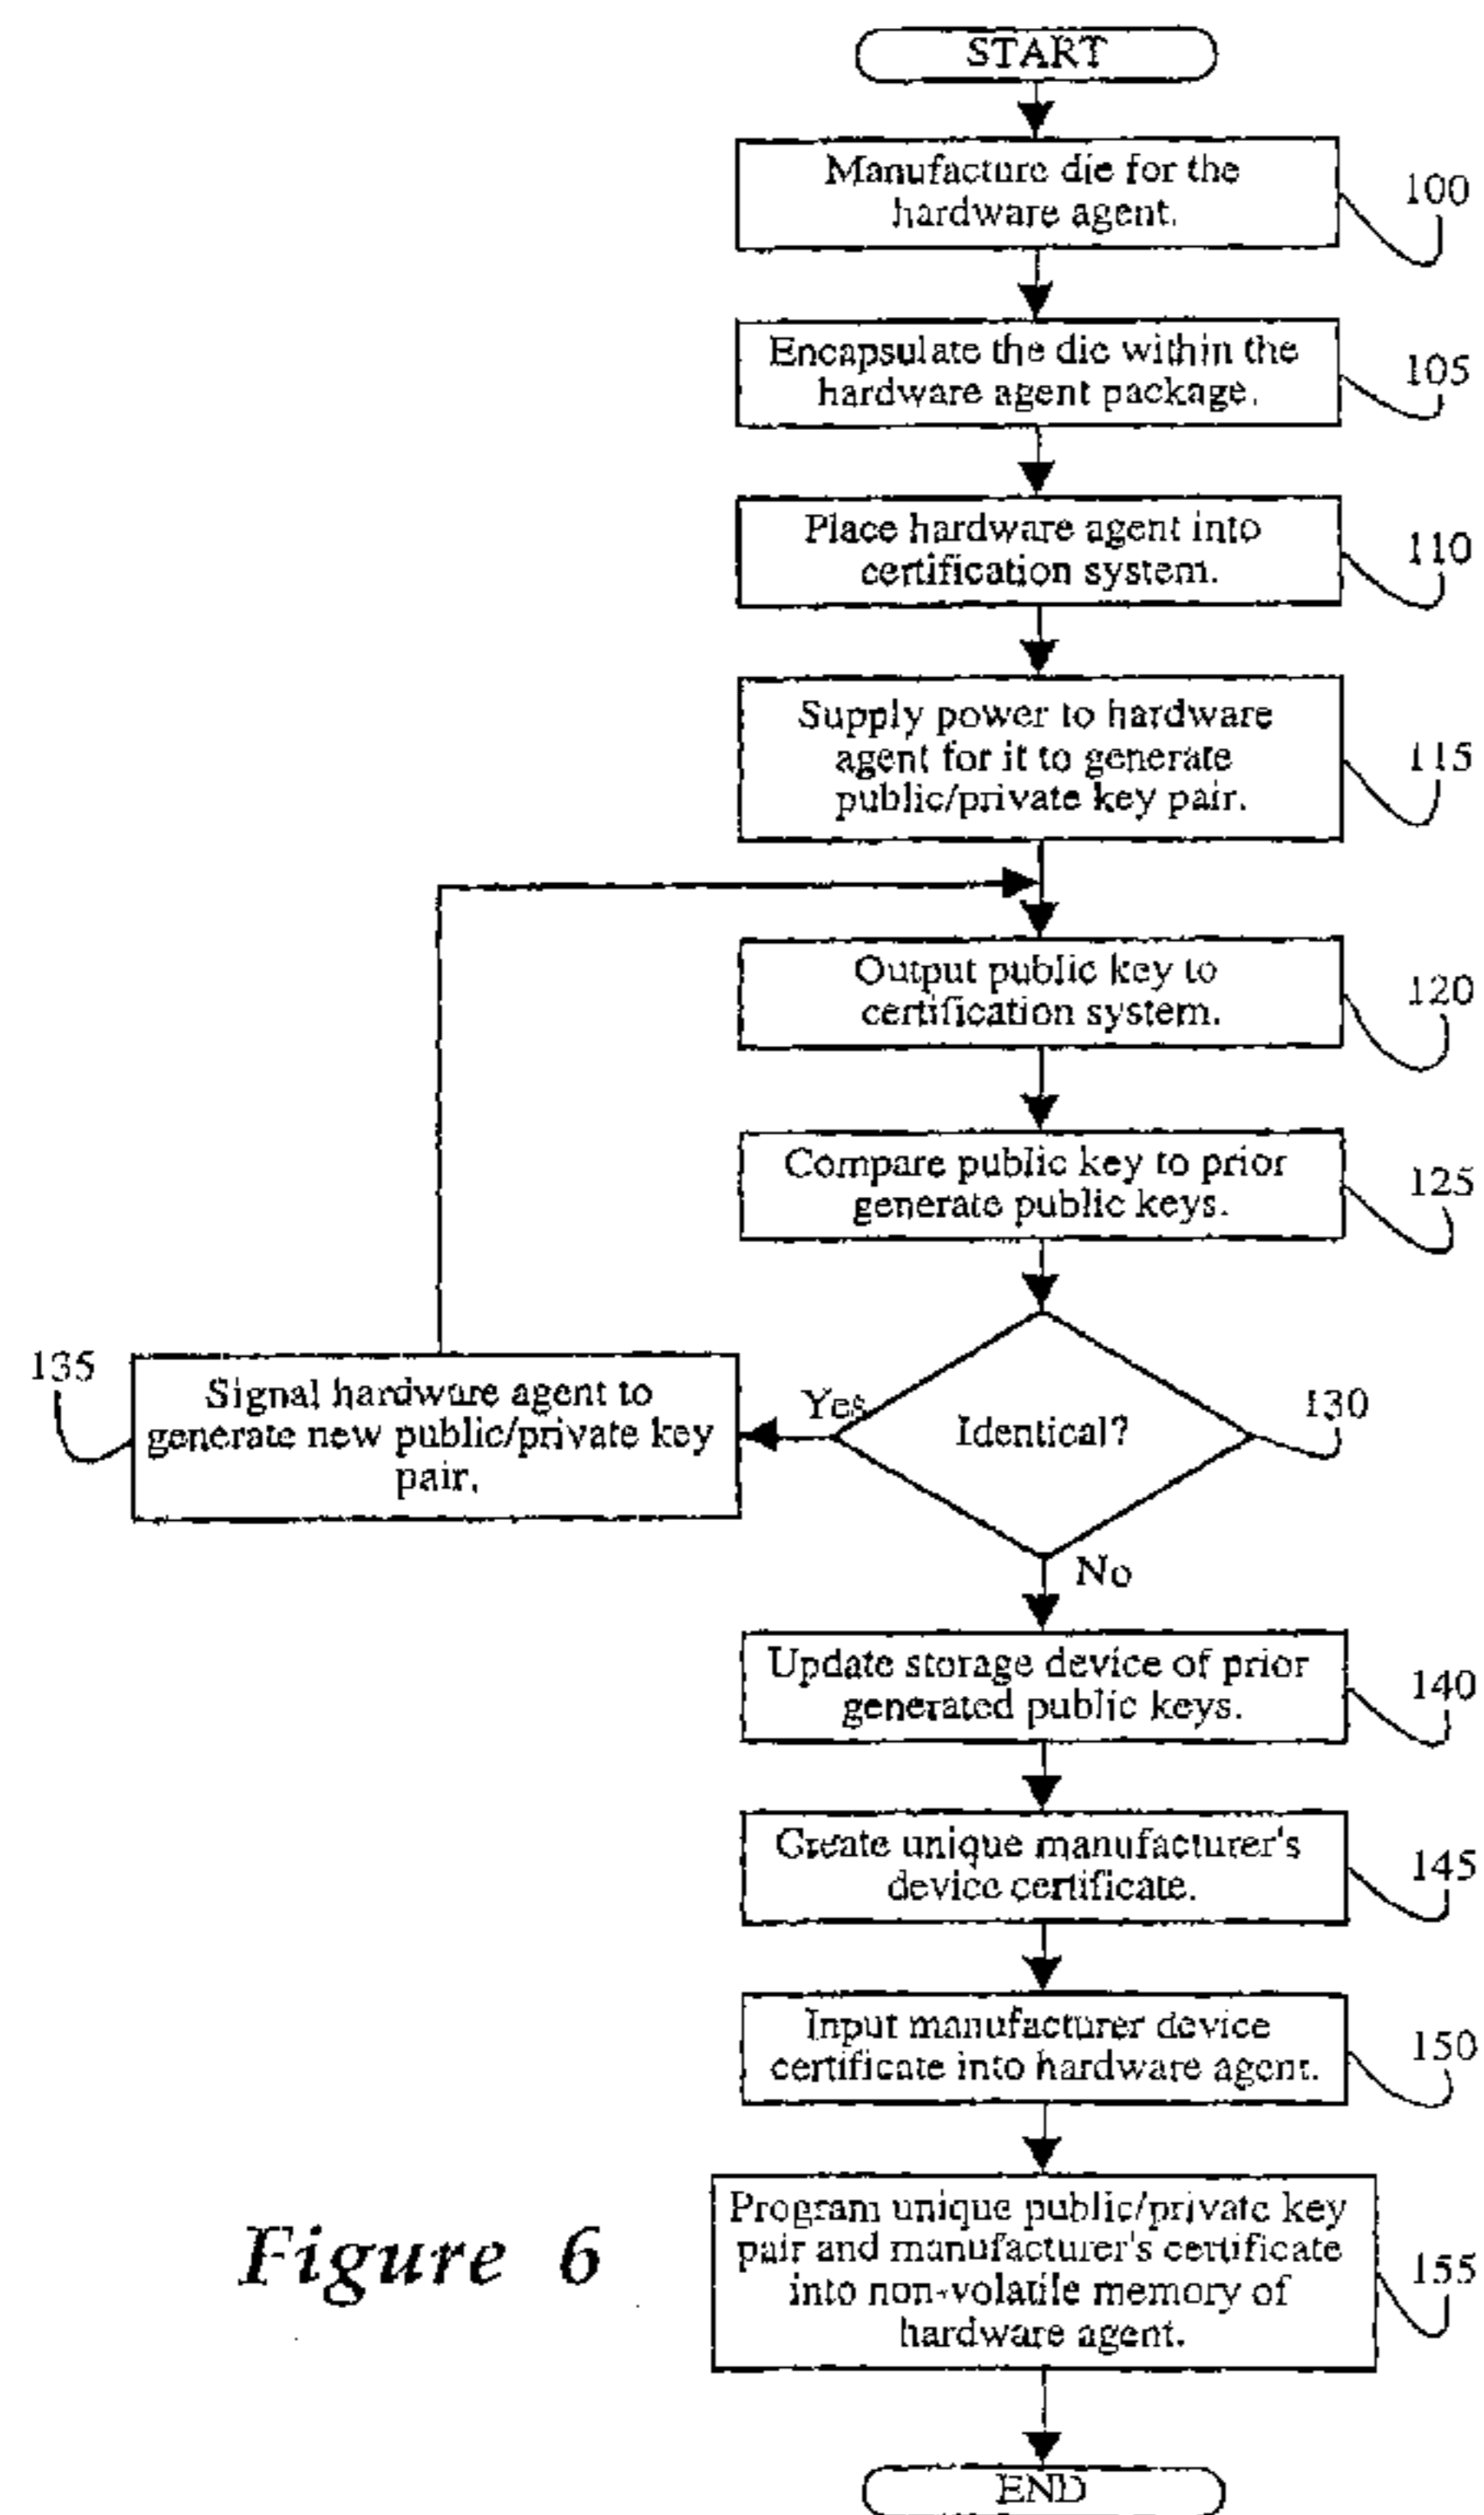 START
Manufacture die for the
hardware agent.
100
Encapsulate the die within the
hardware agent package.
105
Place hardware agent into
certification system.
110
Supply power to hardware
agent for it to generate
public/private key pair.
115
Output public key to
certification system.
120
Compare public key to prior
generate public keys.
125
135
Signal hardware agent to
generate new public/private key
pair.
Yes
Identical?
130
No
Update storage device of prior
generated public keys.
140
Create unique manufacturer's
device certificate.
145
Input manufacturer device
certificate into hardware agent.
150
Program unique public/private key
pair and manufacturer's certificate
into non-volatile memory of
hardware agent.
155
Figure 6
END